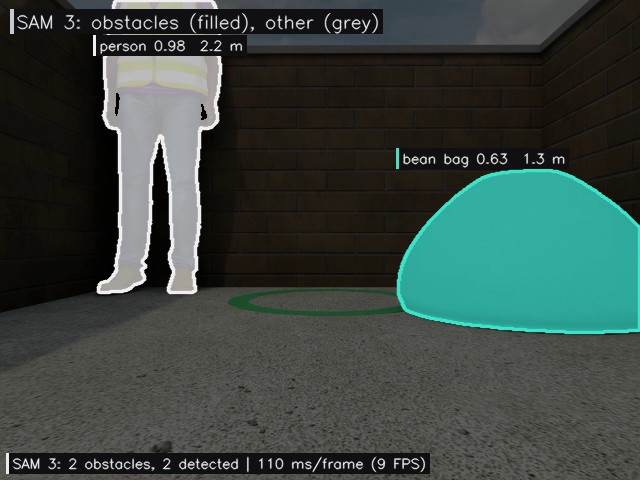 SAM 3: obstacles (filled), other (grey)
person 0.98 2.2 m
bean bag 0.63 1.3 m
SAM 3: 2 obstacles, 2 detected | 110 ms/frame (9 FPS)